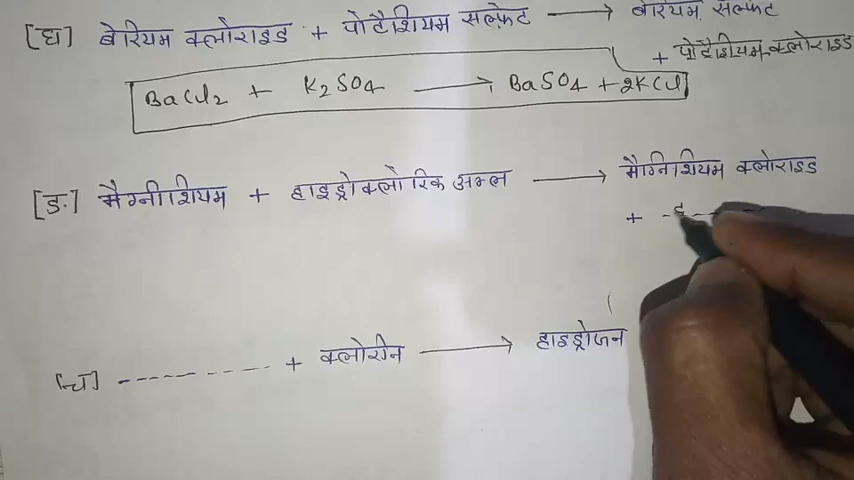 [घ] बेरियम क्लोराइड + पोटैशियम सल्फेट ⟶ बेरियम सल्फेट
+ पोटैशियम क्लोराइड
BaCl2 + K2SO4 ⟶ BaSO4 + 2KCl
[ङ] मैग्नीशियम + हाइड्रोक्लोरिक अम्ल ⟶ मैग्निशियम क्लोराइड
+
[च] ---------- + क्लोरीन ⟶ हाइड्रोजन